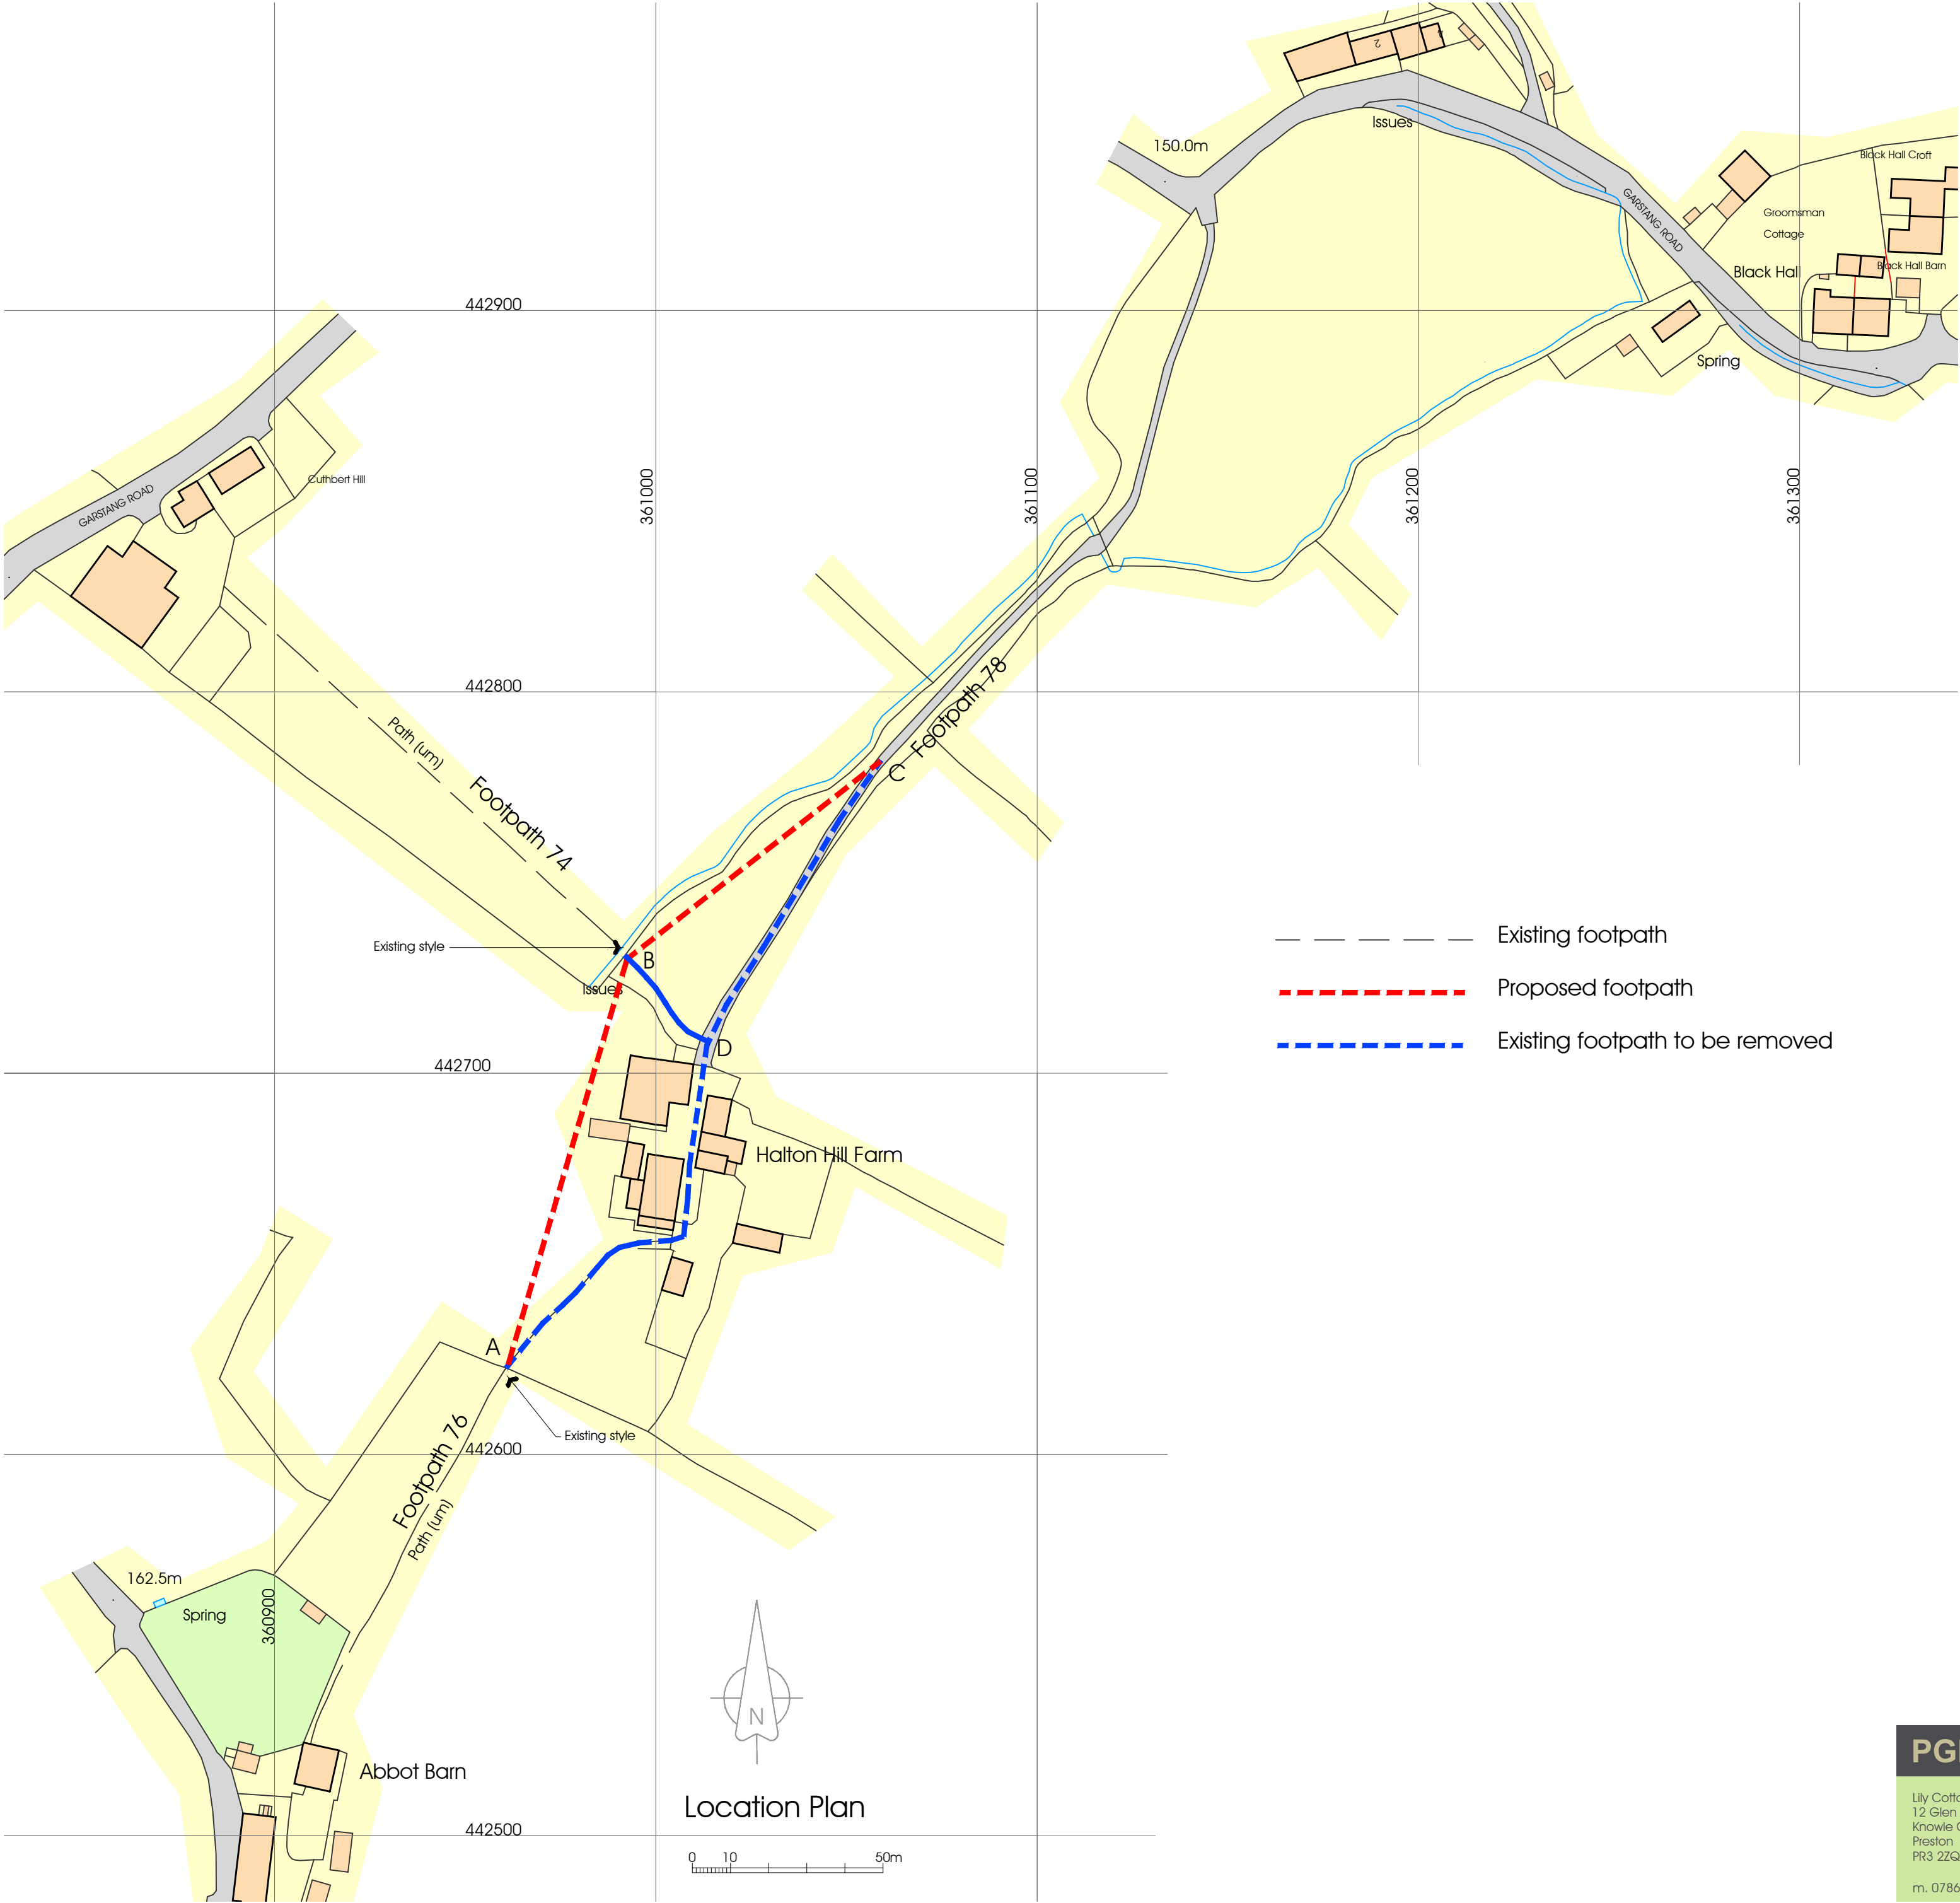 2
4
Issues
150.0m
Black Hall Croft
GARSTANG ROAD
Groomsman
Cottage
Black Hall
Black Hall Barn
442900
Spring
Cuthbert Hill
GARSTANG ROAD
361000
361100
361200
361300
442800
Footpath 78
Path (um)
C
Footpath 74
Existing footpath
Existing style
B
Issues
Proposed footpath
D
Existing footpath to be removed
442700
Halton Hill Farm
A
Existing style
442600
Footpath 76
Path (um)
162.5m
Spring
360900
N
Abbot Barn
Location Plan
442500
0 10 50m
Lily
12 Glen
Knowle
Preston
PR3 2ZQ
m.